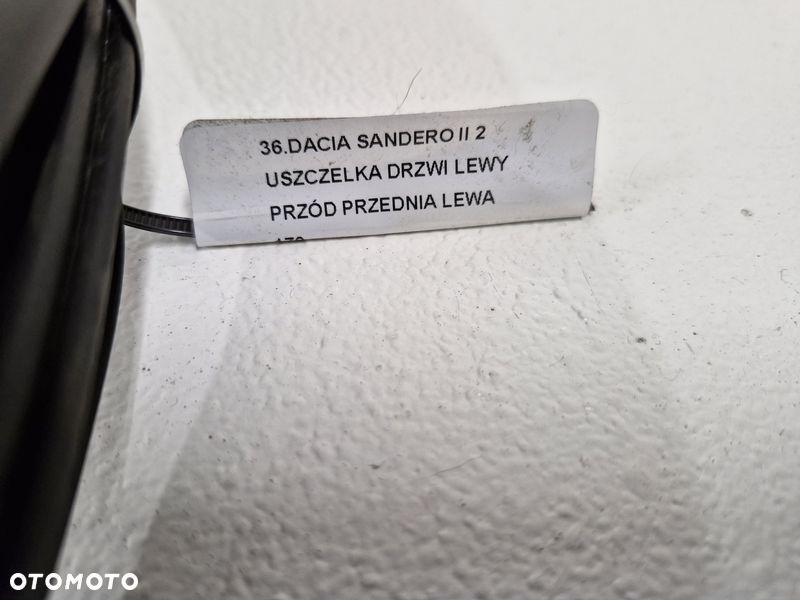 36.DACIA SANDERO II 2
USZCZELKA DRZWI LEWY
PRZÓD PRZEDNIA LEWA
OTOMOTO